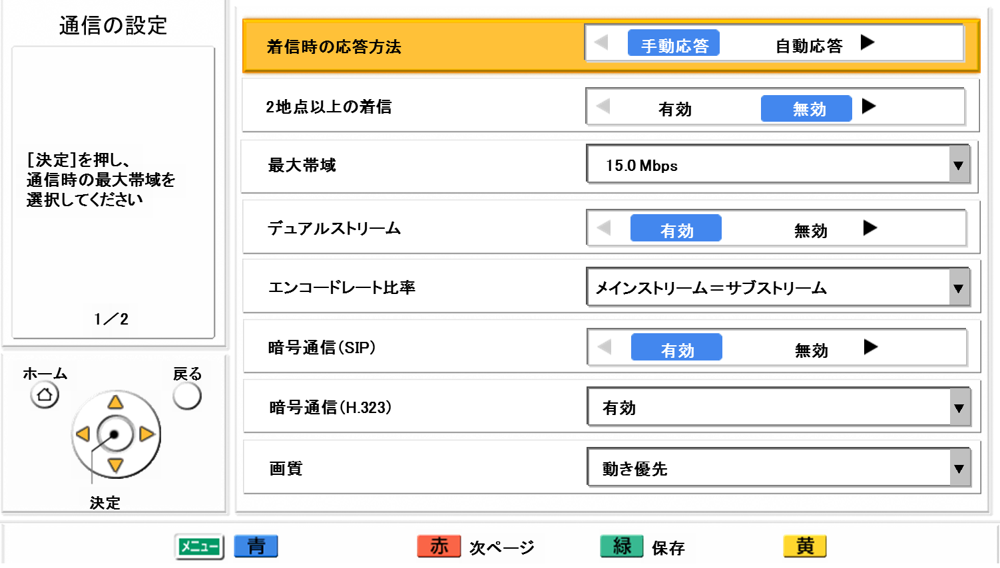 通信の設定
[決定]を押し、
通信時の最大帯域を
選択してください
1／2
ホーム
戻る
決定
着信時の応答方法
手動応答
自動応答
2地点以上の着信
有効
無効
最大帯域
15.0 Mbps
デュアルストリーム
有効
無効
エンコードレート比率
メインストリーム＝サブストリーム
暗号通信（SIP）
有効
無効
暗号通信（H.323）
有効
画質
動き優先
メニュー
青
赤
次ページ
緑
保存
黄